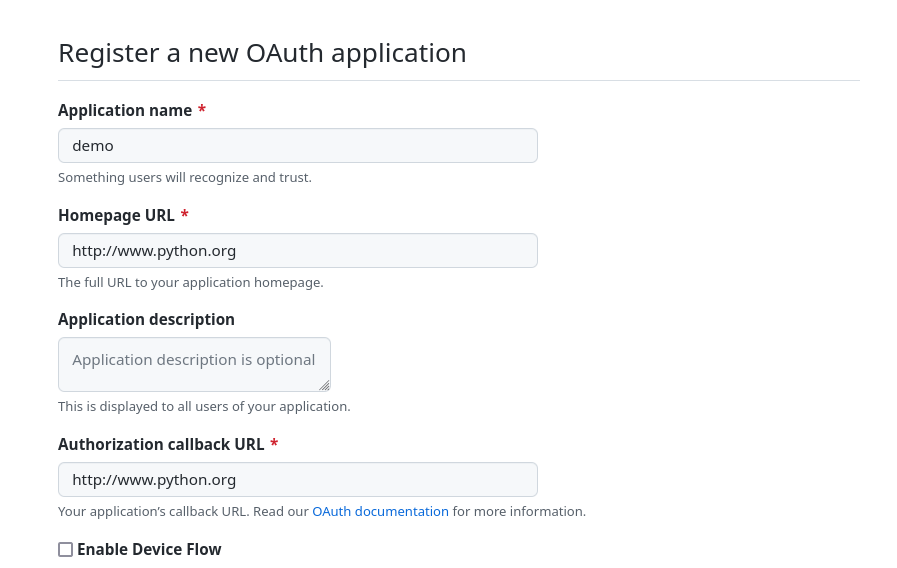 Register a new OAuth application
Application name *
demo
Something users will recognize and trust.
Homepage URL *
http://www.python.org
The full URL to your application homepage.
Application description
Application description is optional
This is displayed to all users of your application.
Authorization callback URL *
http://www.python.org
Your application’s callback URL. Read our OAuth documentation for more information.
Enable Device Flow